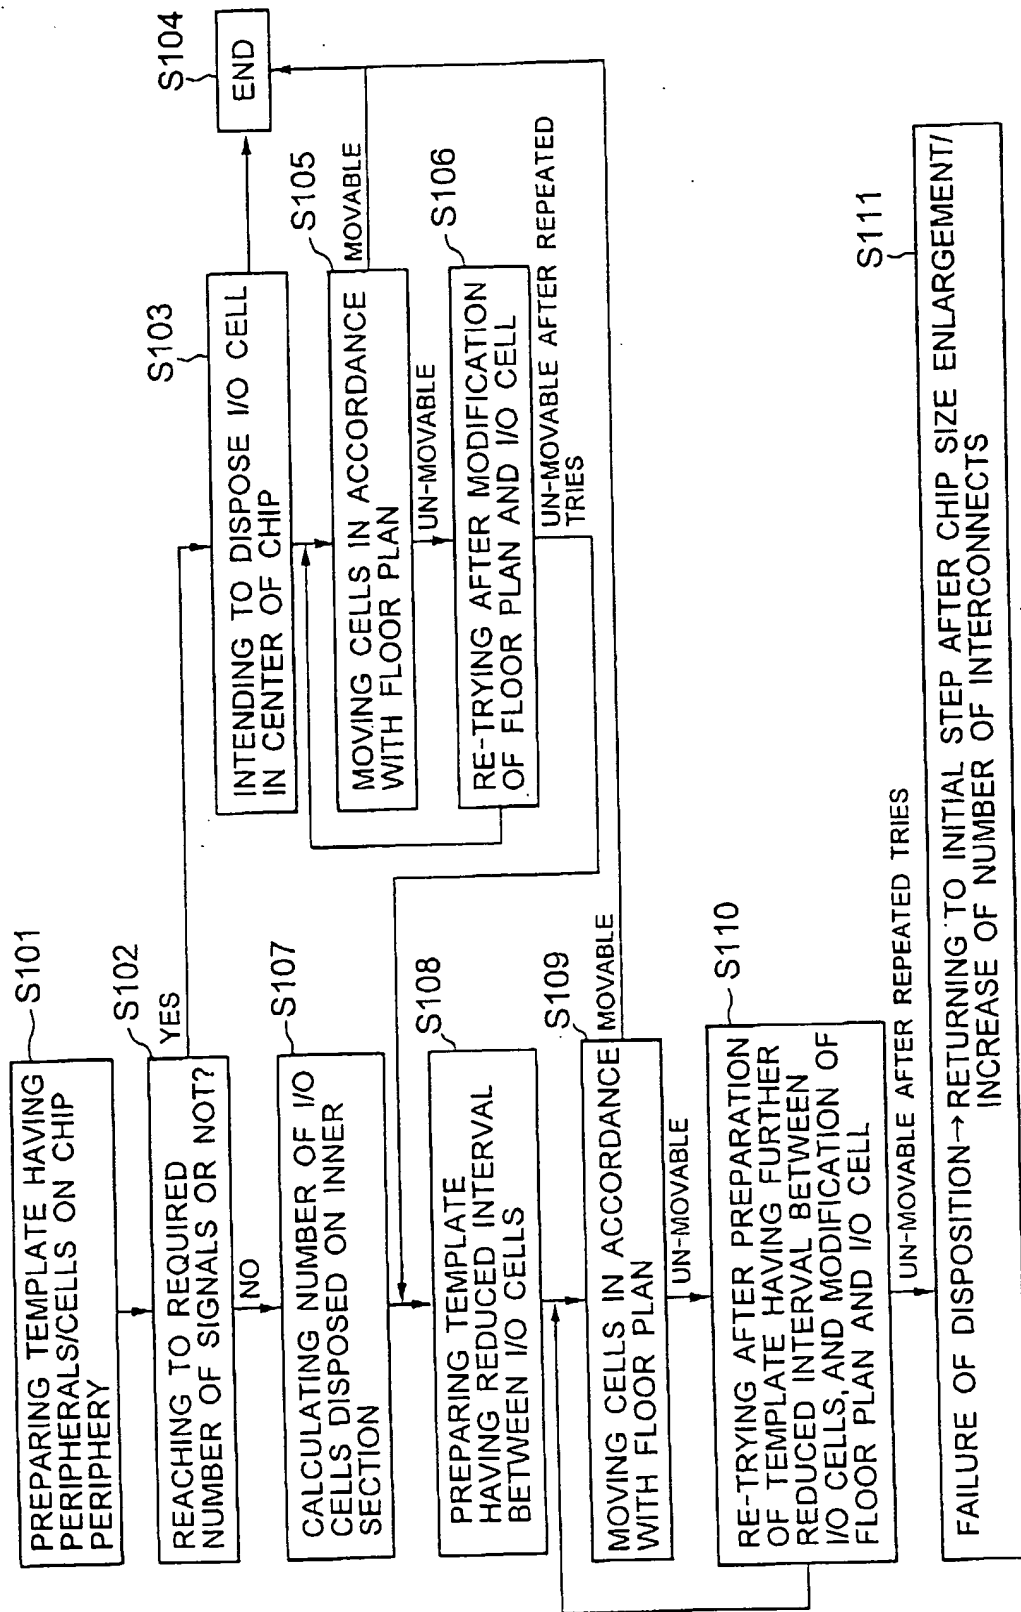 PREPARING TEMPLATE HAVING
PERIPHERALS/CELLS ON CHIP
PERIPHERY
S101
REACHING TO REQUIRED
NUMBER OF SIGNALS OR NOT?
S102
YES
NO
INTENDING TO DISPOSE I/O CELL
IN CENTER OF CHIP
S103
END
S104
MOVING CELLS IN ACCORDANCE
WITH FLOOR PLAN
S105
MOVABLE
UN-MOVABLE
RE-TRYING AFTER MODIFICATION
OF FLOOR PLAN AND I/O CELL
S106
UN-MOVABLE AFTER REPEATED
TRIES
CALCULATING NUMBER OF I/O
CELLS DISPOSED ON INNER
SECTION
S107
PREPARING TEMPLATE
HAVING REDUCED INTERVAL
BETWEEN I/O CELLS
S108
MOVING CELLS IN ACCORDANCE
WITH FLOOR PLAN
S109
MOVABLE
UN-MOVABLE
RE-TRYING AFTER PREPARATION
OF TEMPLATE HAVING FURTHER
REDUCED INTERVAL BETWEEN
I/O CELLS, AND MODIFICATION OF
FLOOR PLAN AND I/O CELL
S110
UN-MOVABLE AFTER REPEATED TRIES
FAILURE OF DISPOSITION→RETURNING TO INITIAL STEP AFTER CHIP SIZE ENLARGEMENT/
INCREASE OF NUMBER OF INTERCONNECTS
S111